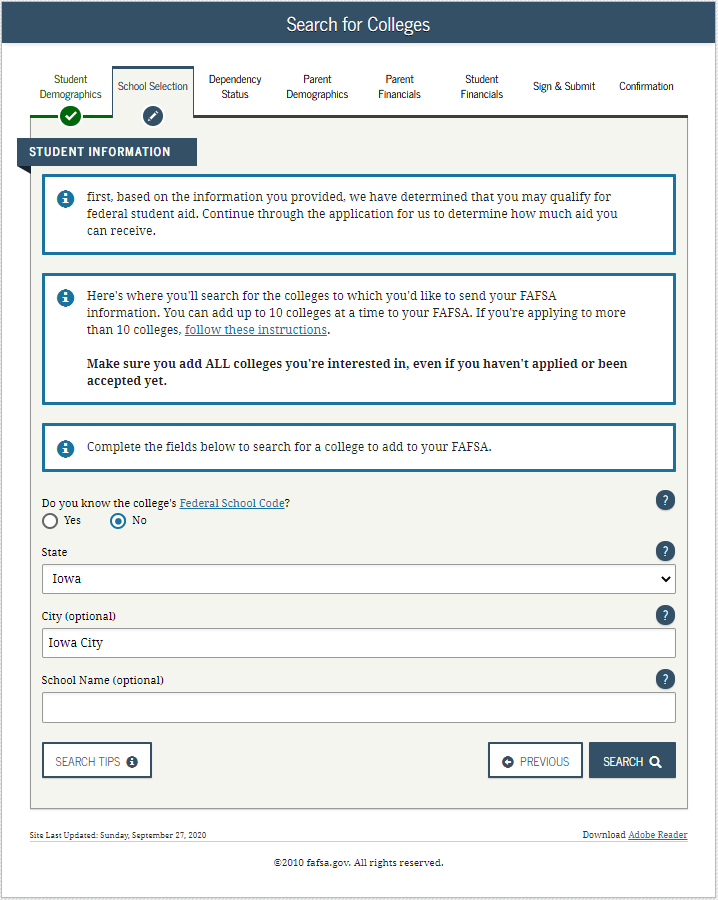 Search for Colleges
Student
Demographics
School Selection
Dependency
Status
Parent
Demographics
Parent
Financials
Student
Financials
Sign & Submit
Confirmation
STUDENT INFORMATION
first, based on the information you provided, we have determined that you may qualify for
federal student aid. Continue through the application for us to determine how much aid you
can receive.
Here's where you'll search for the colleges to which you'd like to send your FAFSA
information. You can add up to 10 colleges at a time to your FAFSA. If you're applying to more
than 10 colleges, follow these instructions.
Make sure you add ALL colleges you're interested in, even if you haven't applied or been
accepted yet.
Complete the fields below to search for a college to add to your FAFSA.
Do you know the college's Federal School Code?
?
Yes
No
State
?
Iowa
City (optional)
?
Iowa City
School Name (optional)
?
SEARCH TIPS
PREVIOUS
SEARCH
Site Last Updated: Sunday, September 27, 2020
Download Adobe Reader
©2010 fafsa.gov. All rights reserved.